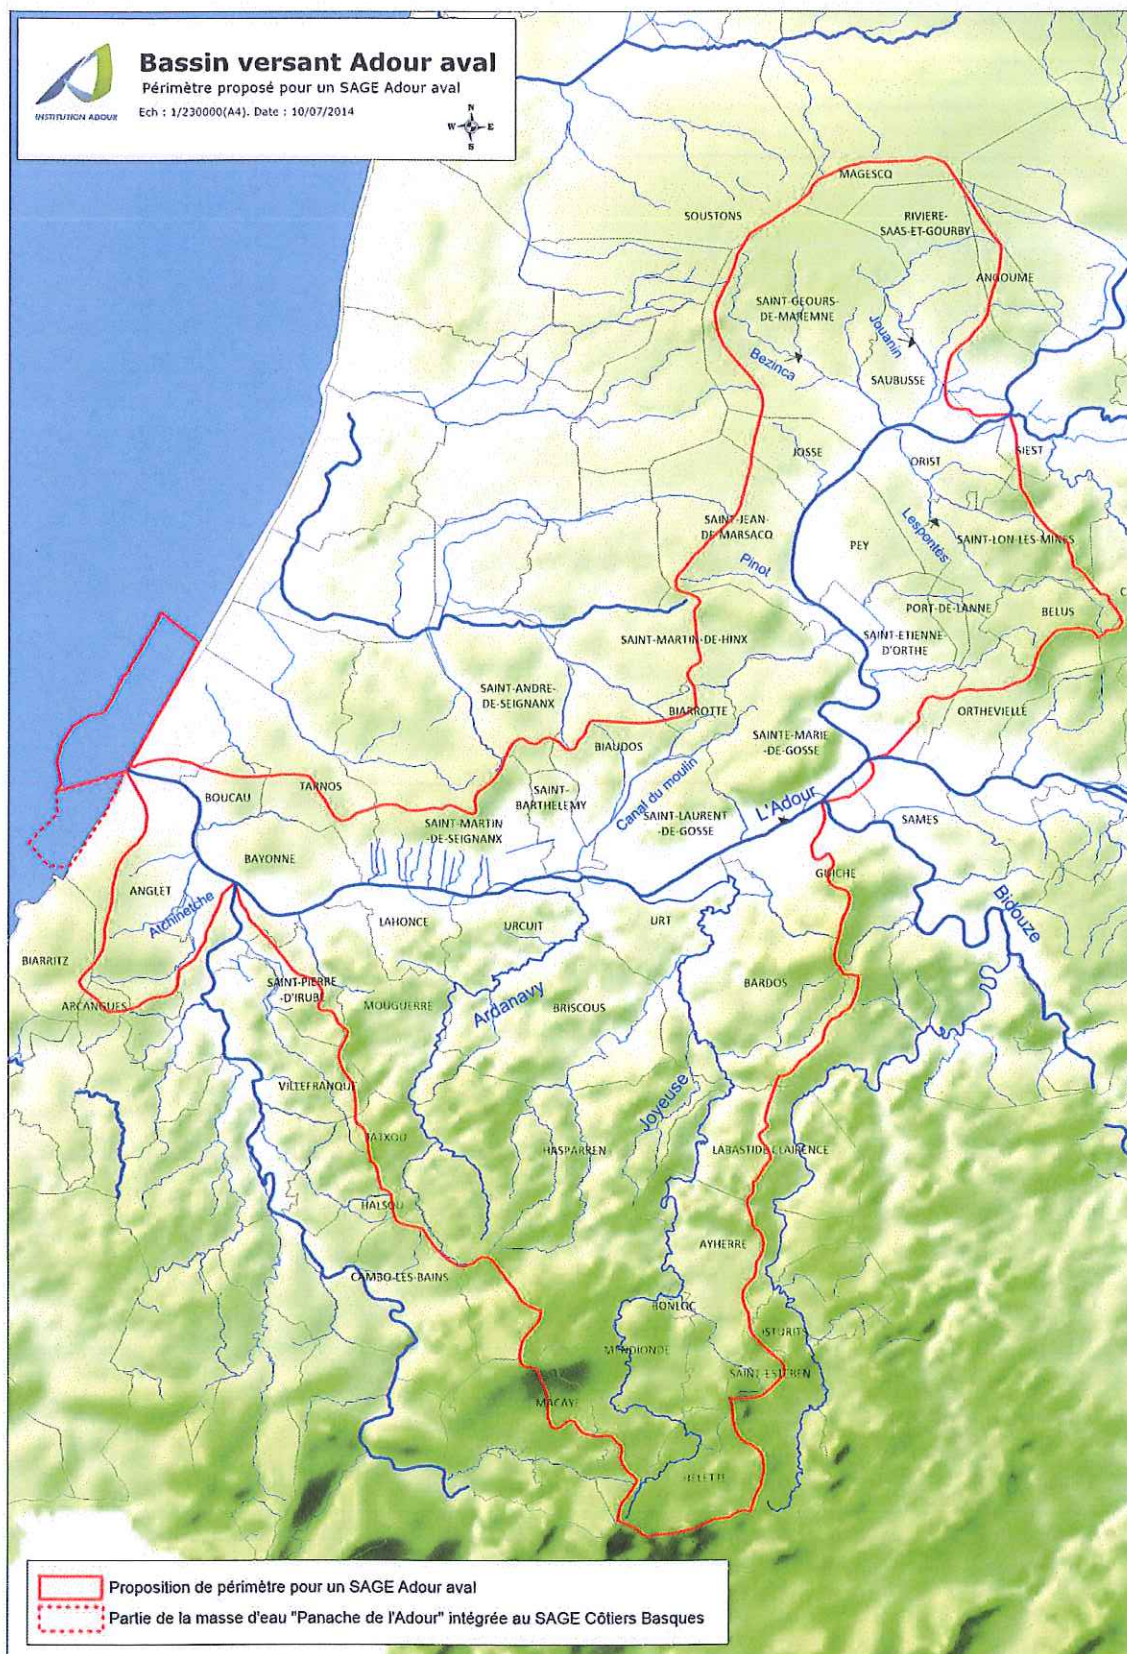 Bassin versant Adour aval
Périmètre proposé pour un SAGE Adour aval
Ech : 1/230000(A4). Date : 10/07/2014
INSTITUTION ADOUR
N
W
E
S
MAGESCQ
SOUSTONS
RIVIERE-
SAAS-ET-GOURBY
ANGOUME
SAINT-GEOURS-
DE-MAREMNE
Jouanin
Bezinca
SAUBUSSE
JOSSE
ORIST
SIEST
SAINT-JEAN-
DE-MARSACQ
Lespontès
PEY
SAINT-LON-LES-MINES
Pinot
PORT-DE-LANNE
BELUS
C
SAINT-MARTIN-DE-HINX
SAINT-ETIENNE-
D'ORTHE
SAINT-ANDRE-
DE-SEIGNANX
BIARROTTE
ORTHEVIELLE
SAINTE-MARIE
-DE-GOSSE
BIAUDOS
TARNOS
BOUCAU
SAINT-
BARTHELEMY
Canal du moulin
L'Adour
SAINT-LAURENT
-DE-GOSSE
SAINT-MARTIN
-DE-SEIGNANX
SAMES
BAYONNE
GUICHE
ANGLET
Aichinetche
LAHONCE
URCUIT
URT
Bidouze
BIARRITZ
SAINT-PIERRE
-D'IRUBE
BARDOS
ARCANGUES
MOUGUERRE
Ardanavy
BRISCOUS
VILLEFRANQUE
Joyeuse
JATXOU
HASPARREN
LABASTIDE-CLAIRENCE
HALSOU
AYHERRE
CAMBO-LES-BAINS
BONLOC
ISTURITS
MENDIONDE
SAINT-ESTEBEN
MACAYE
HELETTE
Proposition de périmètre pour un SAGE Adour aval
Partie de la masse d'eau "Panache de l'Adour" intégrée au SAGE Côtiers Basques